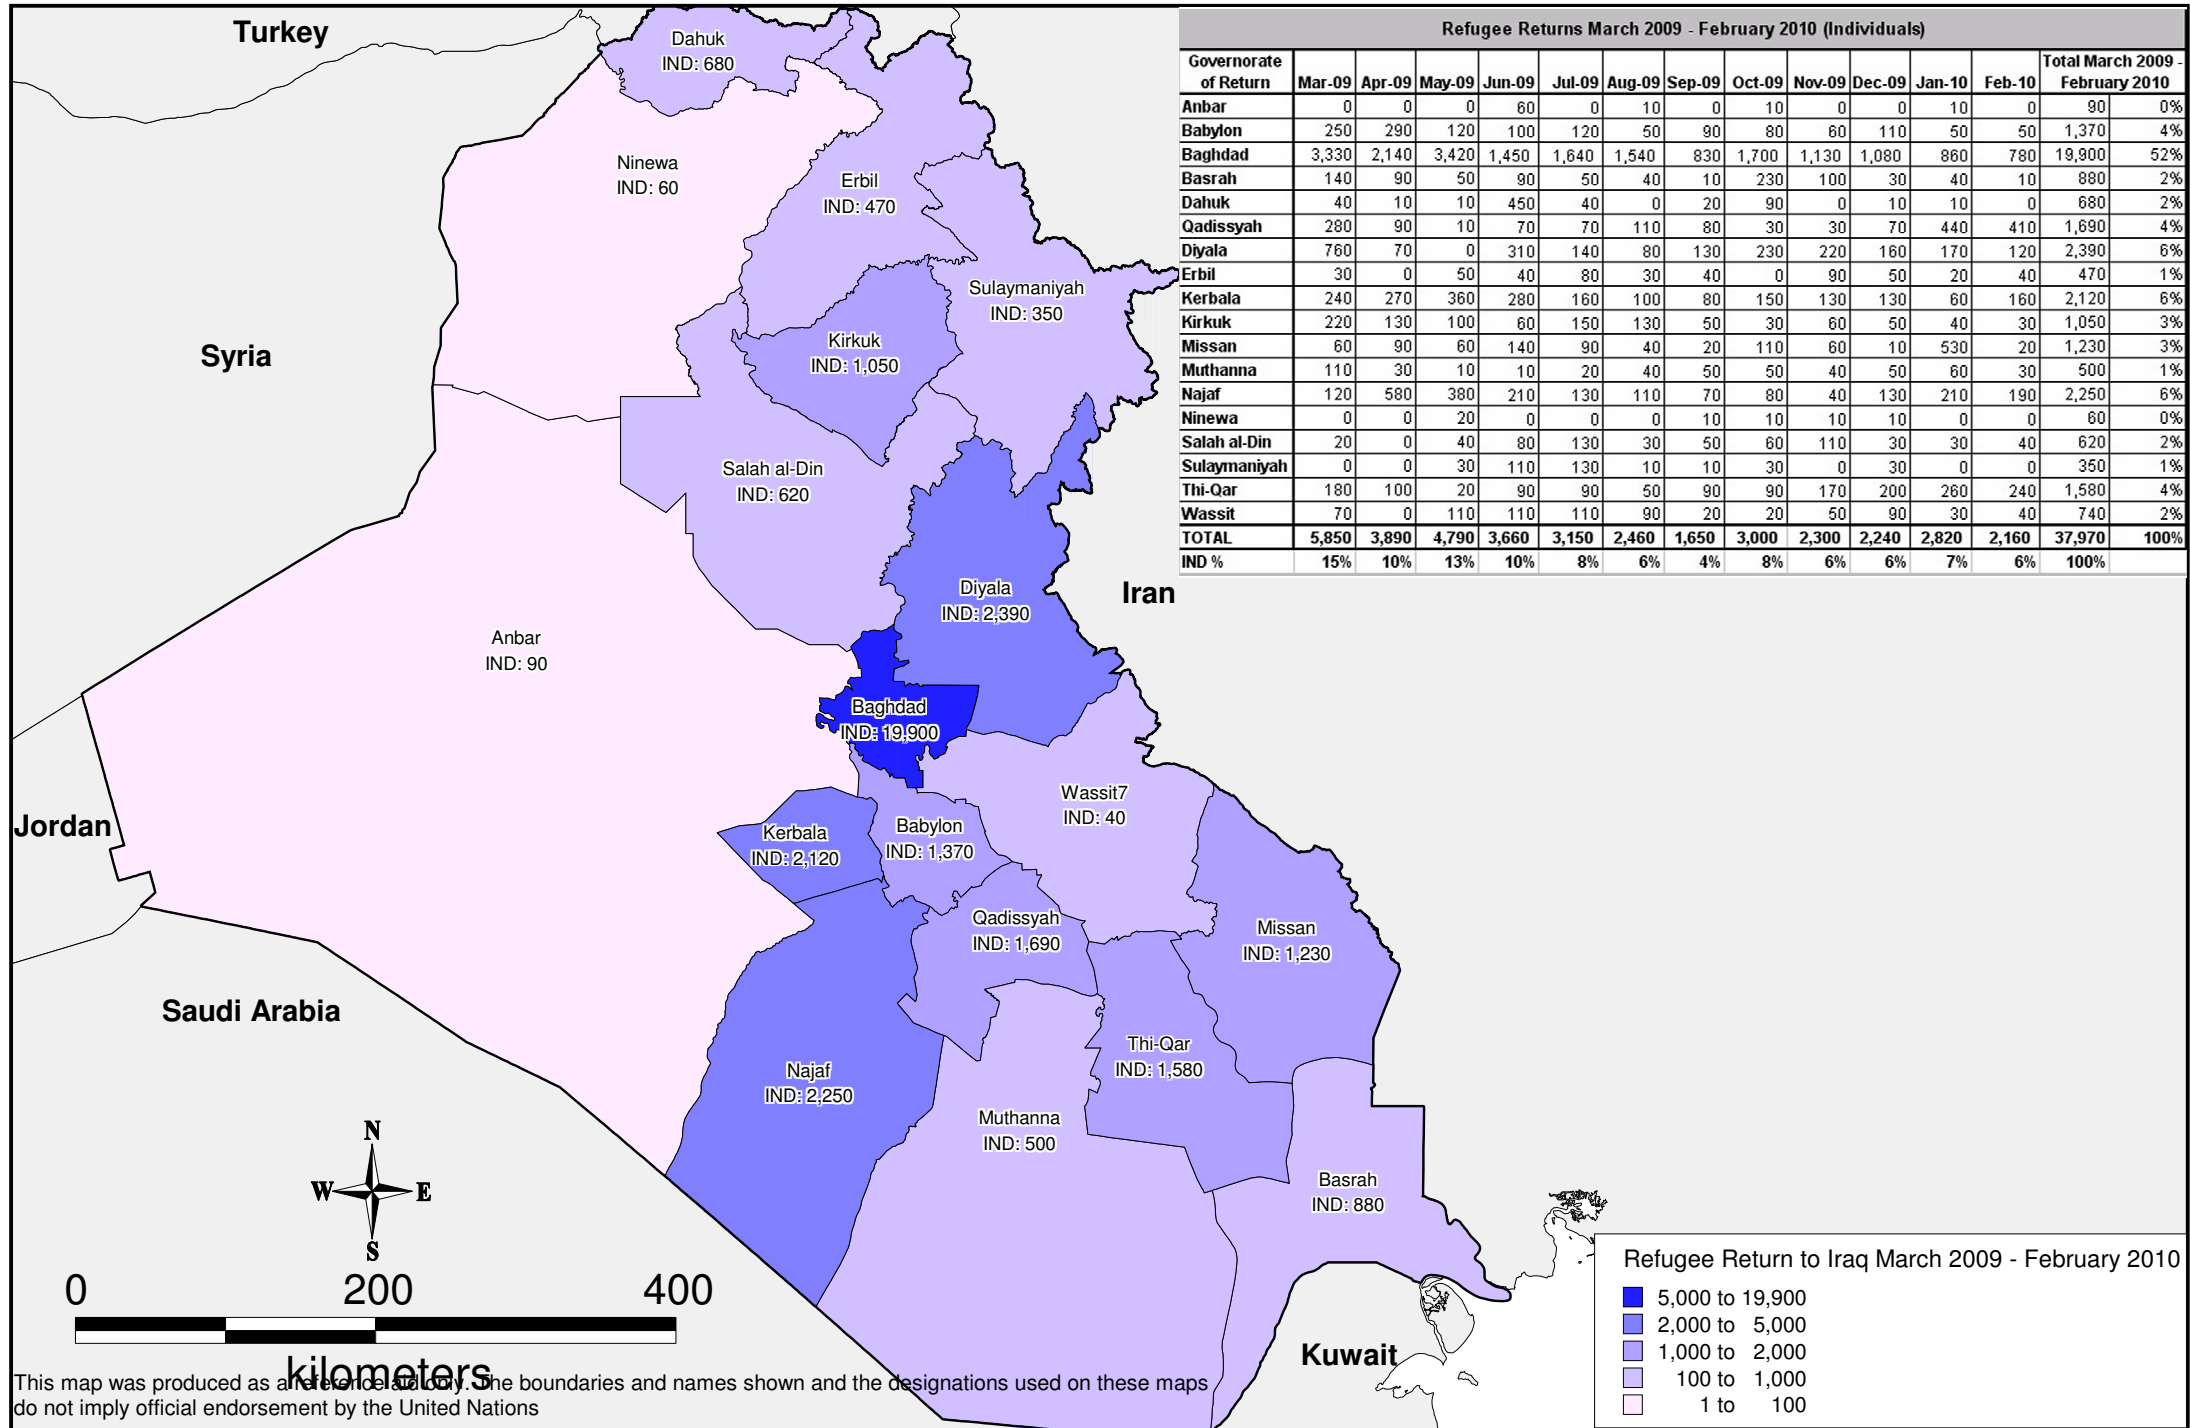 Turkey
Dahuk
IND: 680
Ninewa
IND: 60
Erbil
IND: 470
Sulaymaniyah
IND: 350
Kirkuk
IND: 1,050
Syria
Salah al-Din
IND: 620
Diyala
IND: 2,390
Iran
Anbar
IND: 90
Baghdad
IND: 19,900
Wassit7
IND: 40
Jordan
Kerbala
IND: 2,120
Babylon
IND: 1,370
Qadissyah
IND: 1,690
Missan
IND: 1,230
Saudi Arabia
Najaf
IND: 2,250
Thi-Qar
IND: 1,580
Muthanna
IND: 500
Basrah
IND: 880
Kuwait
N
W E
S
0 200 400
kilometers
This map was produced as a reference aid only. The boundaries and names shown and the designations used on these maps
do not imply official endorsement by the United Nations
Refugee Returns March 2009 - February 2010 (Individuals)
Governorate of Return Mar-09 Apr-09 May-09 Jun-09 Jul-09 Aug-09 Sep-09 Oct-09 Nov-09 Dec-09 Jan-10 Feb-10 Total March 2009 - February 2010
Anbar 0 0 0 60 0 10 0 10 0 0 10 0 90 0%
Babylon 250 290 120 100 120 50 90 80 60 110 50 50 1,370 4%
Baghdad 3,330 2,140 3,420 1,450 1,640 1,540 830 1,700 1,130 1,080 860 780 19,900 52%
Basrah 140 90 50 90 50 40 10 230 100 30 40 10 880 2%
Dahuk 40 10 10 450 40 0 20 90 0 10 10 0 680 2%
Qadissyah 280 90 10 70 70 110 80 30 30 70 440 410 1,690 4%
Diyala 760 70 0 310 140 80 130 230 220 160 170 120 2,390 6%
Erbil 30 0 50 40 80 30 40 0 90 50 20 40 470 1%
Kerbala 240 270 360 280 160 100 80 150 130 130 60 160 2,120 6%
Kirkuk 220 130 100 60 150 130 50 30 60 50 40 30 1,050 3%
Missan 60 90 60 140 90 40 20 110 60 10 530 20 1,230 3%
Muthanna 110 30 10 10 20 40 50 50 40 50 60 30 500 1%
Najaf 120 580 380 210 130 110 70 80 40 130 210 190 2,250 6%
Ninewa 0 0 20 0 0 0 10 10 10 10 0 0 60 0%
Salah al-Din 20 0 40 80 130 30 50 60 110 30 30 40 620 2%
Sulaymaniyah 0 0 30 110 130 10 10 30 0 30 0 0 350 1%
Thi-Qar 180 100 20 90 90 50 90 90 170 200 260 240 1,580 4%
Wassit 70 0 110 110 110 90 20 20 50 90 30 40 740 2%
TOTAL 5,850 3,890 4,790 3,660 3,150 2,460 1,650 3,000 2,300 2,240 2,820 2,160 37,970 100%
IND % 15% 10% 13% 10% 8% 6% 4% 8% 6% 6% 7% 6% 100%
Refugee Return to Iraq March 2009 - February 2010
5,000 to 19,900
2,000 to 5,000
1,000 to 2,000
100 to 1,000
1 to 100